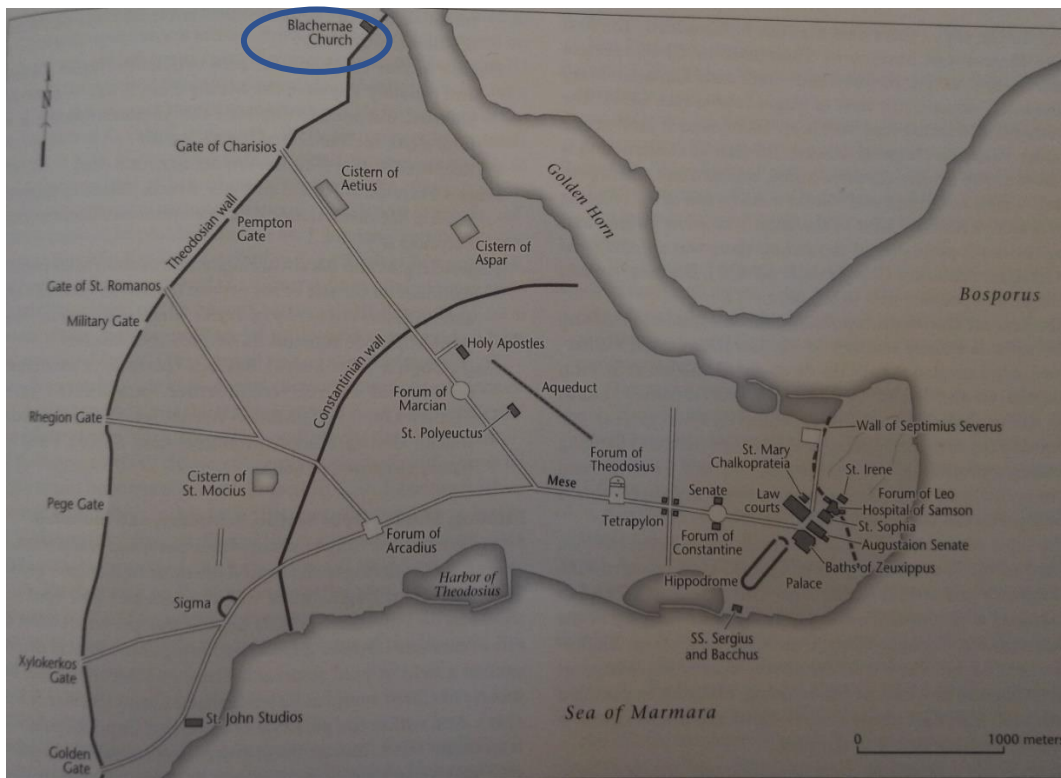 Blachernae
Church
N
Gate of Charisios
Cistern of
Aetius
Golden Horn
Theodosian wall
Pempton
Gate
Cistern of
Aspar
Gate of St. Romanos
Bosporus
Military Gate
Constantinian wall
Holy Apostles
Aqueduct
Forum of
Marcian
Rhegion Gate
St. Polyeuctus
Wall of Septimius Severus
St. Mary
Chalkoprateia
Forum of
Theodosius
St. Irene
Cistern of
St. Mocius
Mese
Senate
Law
courts
Forum of Leo
Hospital of Samson
Pege Gate
Tetrapylon
St. Sophia
Forum of
Arcadius
Forum of
Constantine
Augustaion Senate
Baths of Zeuxippus
Harbor of
Theodosius
Hippodrome
Palace
Sigma
SS. Sergius
and Bacchus
Xylokerkos
Gate
St. John Studios
Sea of Marmara
Golden
Gate
0
1000 meters